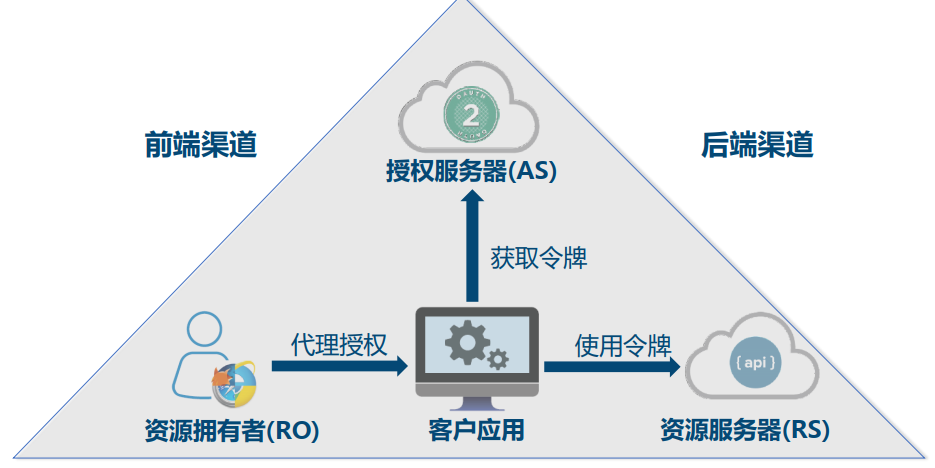 OAUTH
2
前端渠道
后端渠道
授权服务器(AS)
获取令牌
代理授权
使用令牌
{api}
资源拥有者(RO)
客户应用
资源服务器(RS)